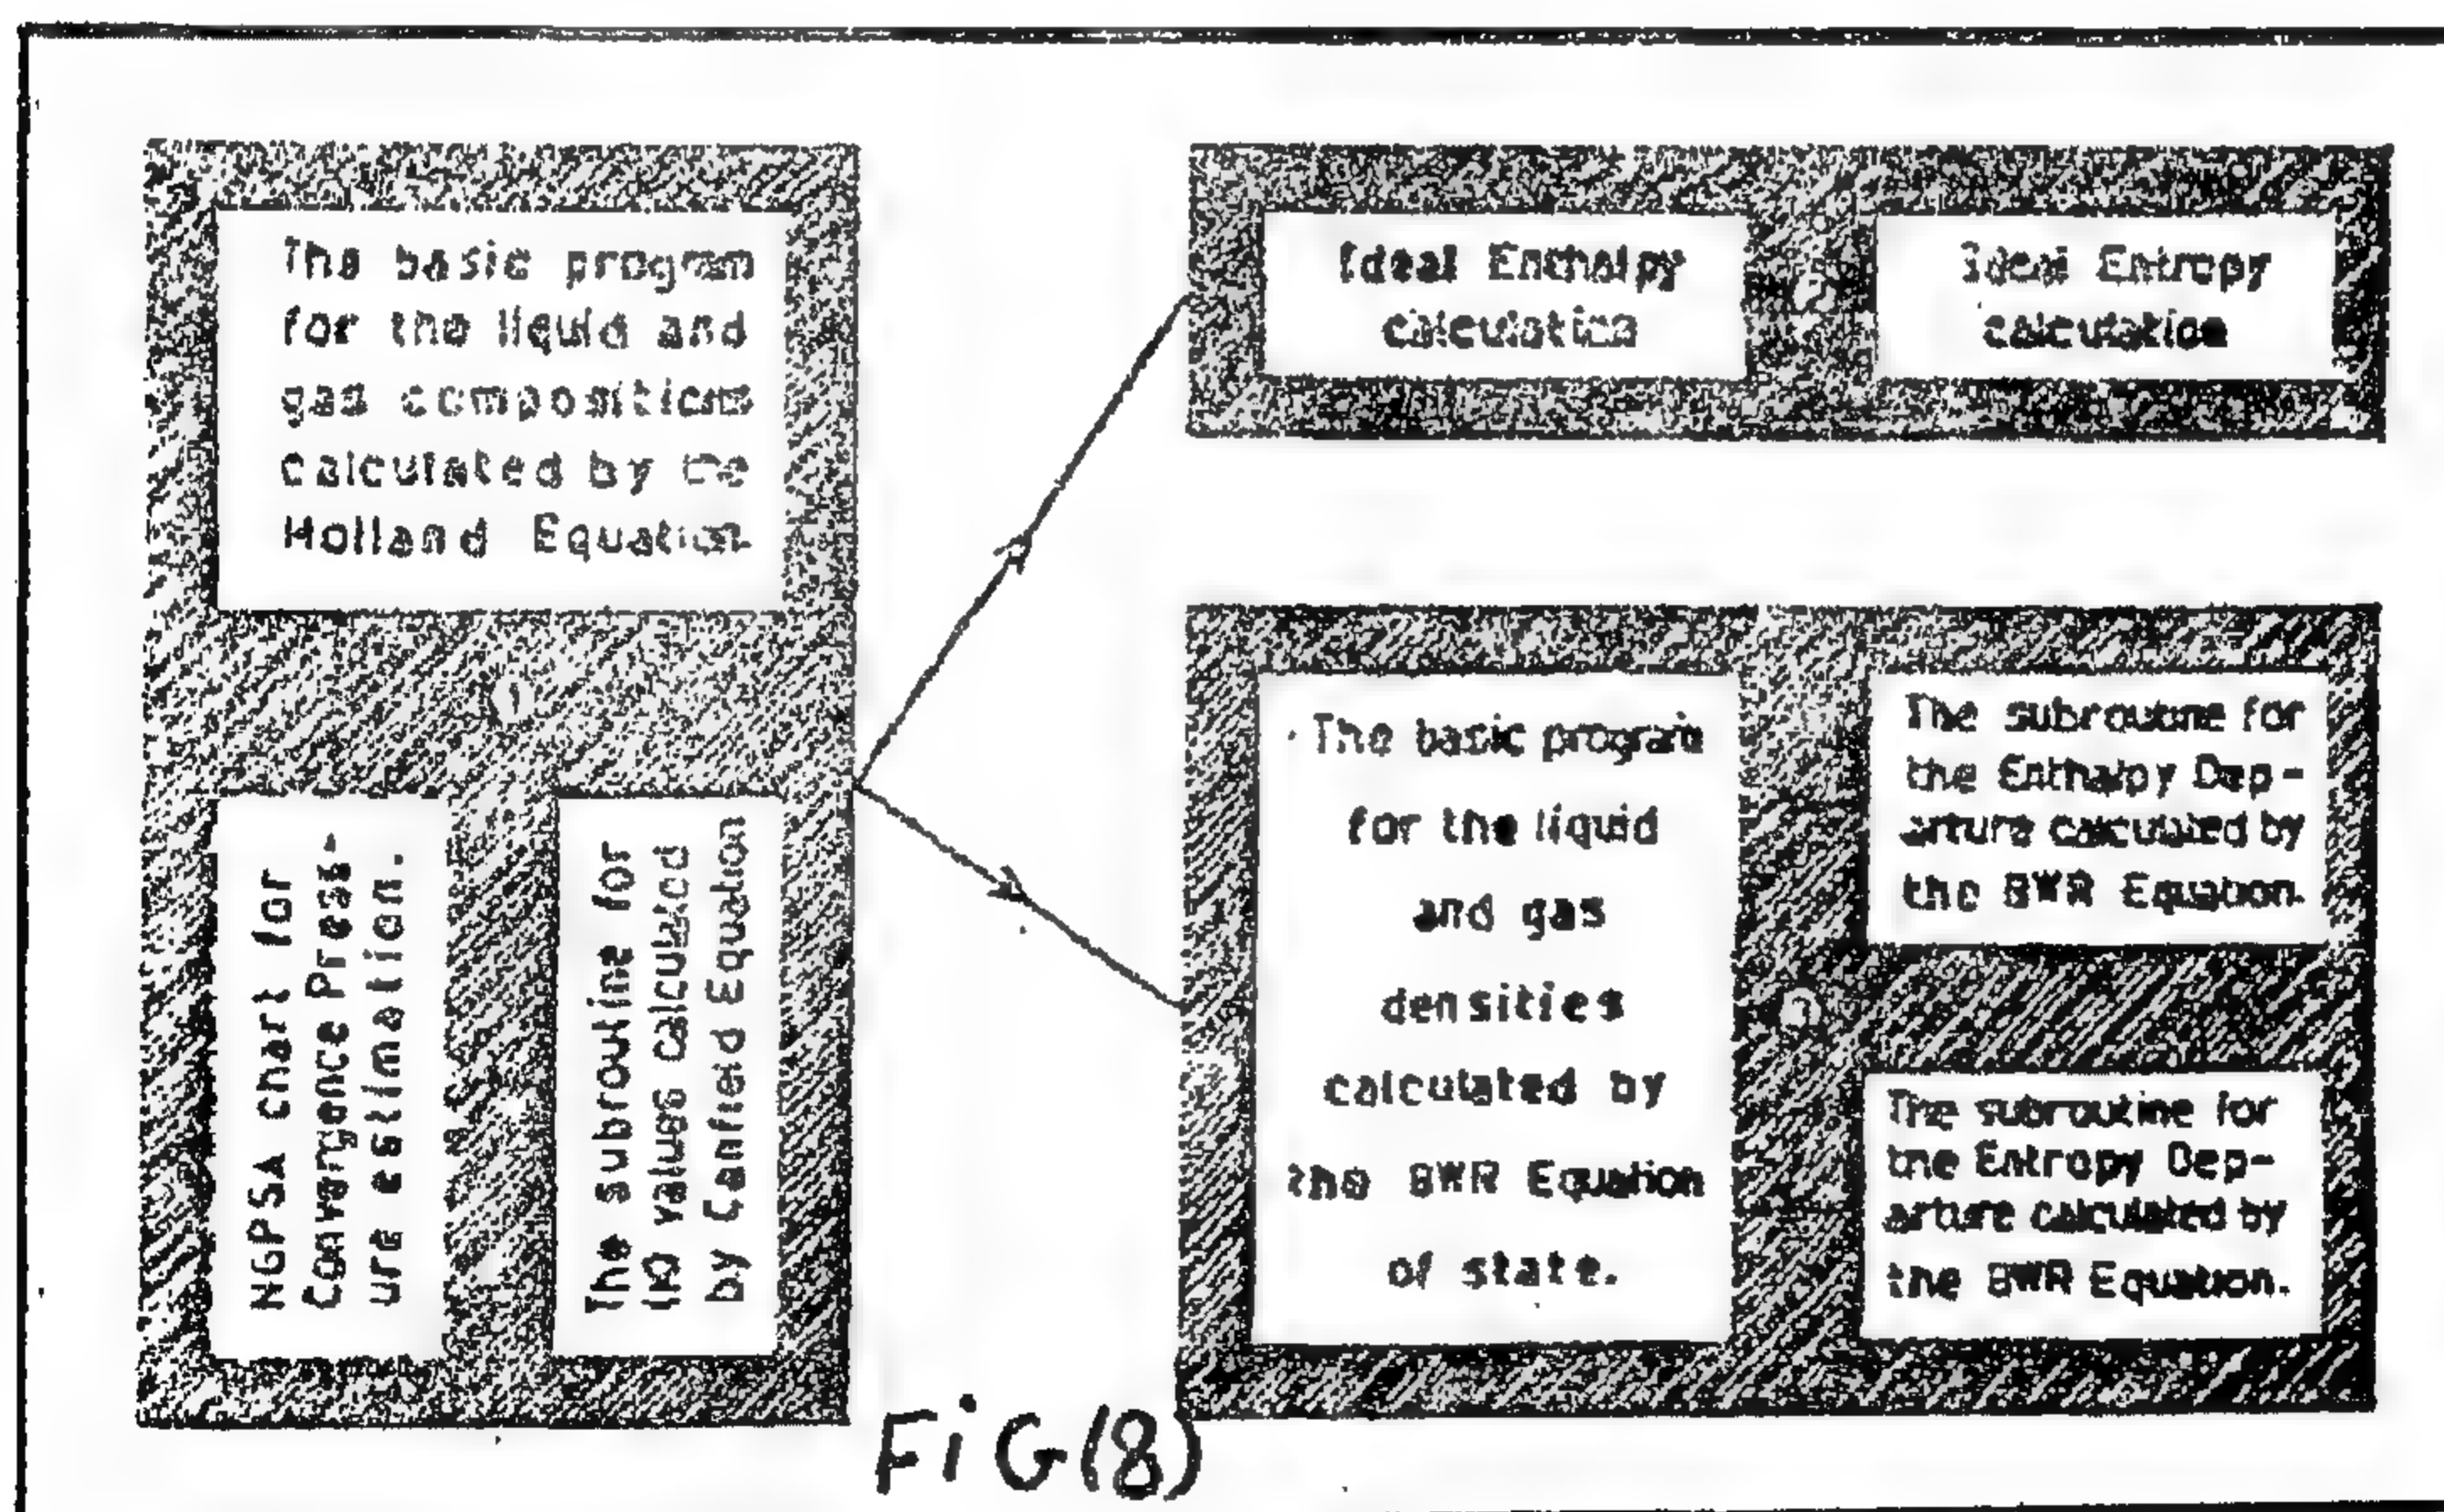 The basic program
for the liquid and
gas compositions
calculated by the
Holland Equation.
1
NGPSA chart for
Convergence Press-
ure estimation.
The subroutine for
(K) values calculated
by Canfield Equation
Ideal Enthalpy
calculation
2
Ideal Entropy
calculation
The basic program
for the liquid
and gas
densities
calculated by
the BWR Equation
of state.
3
The subroutine for
the Enthalpy Dep-
arture calculated by
the BWR Equation.
The subroutine for
the Entropy Dep-
arture calculated by
the BWR Equation.
FiG(8)